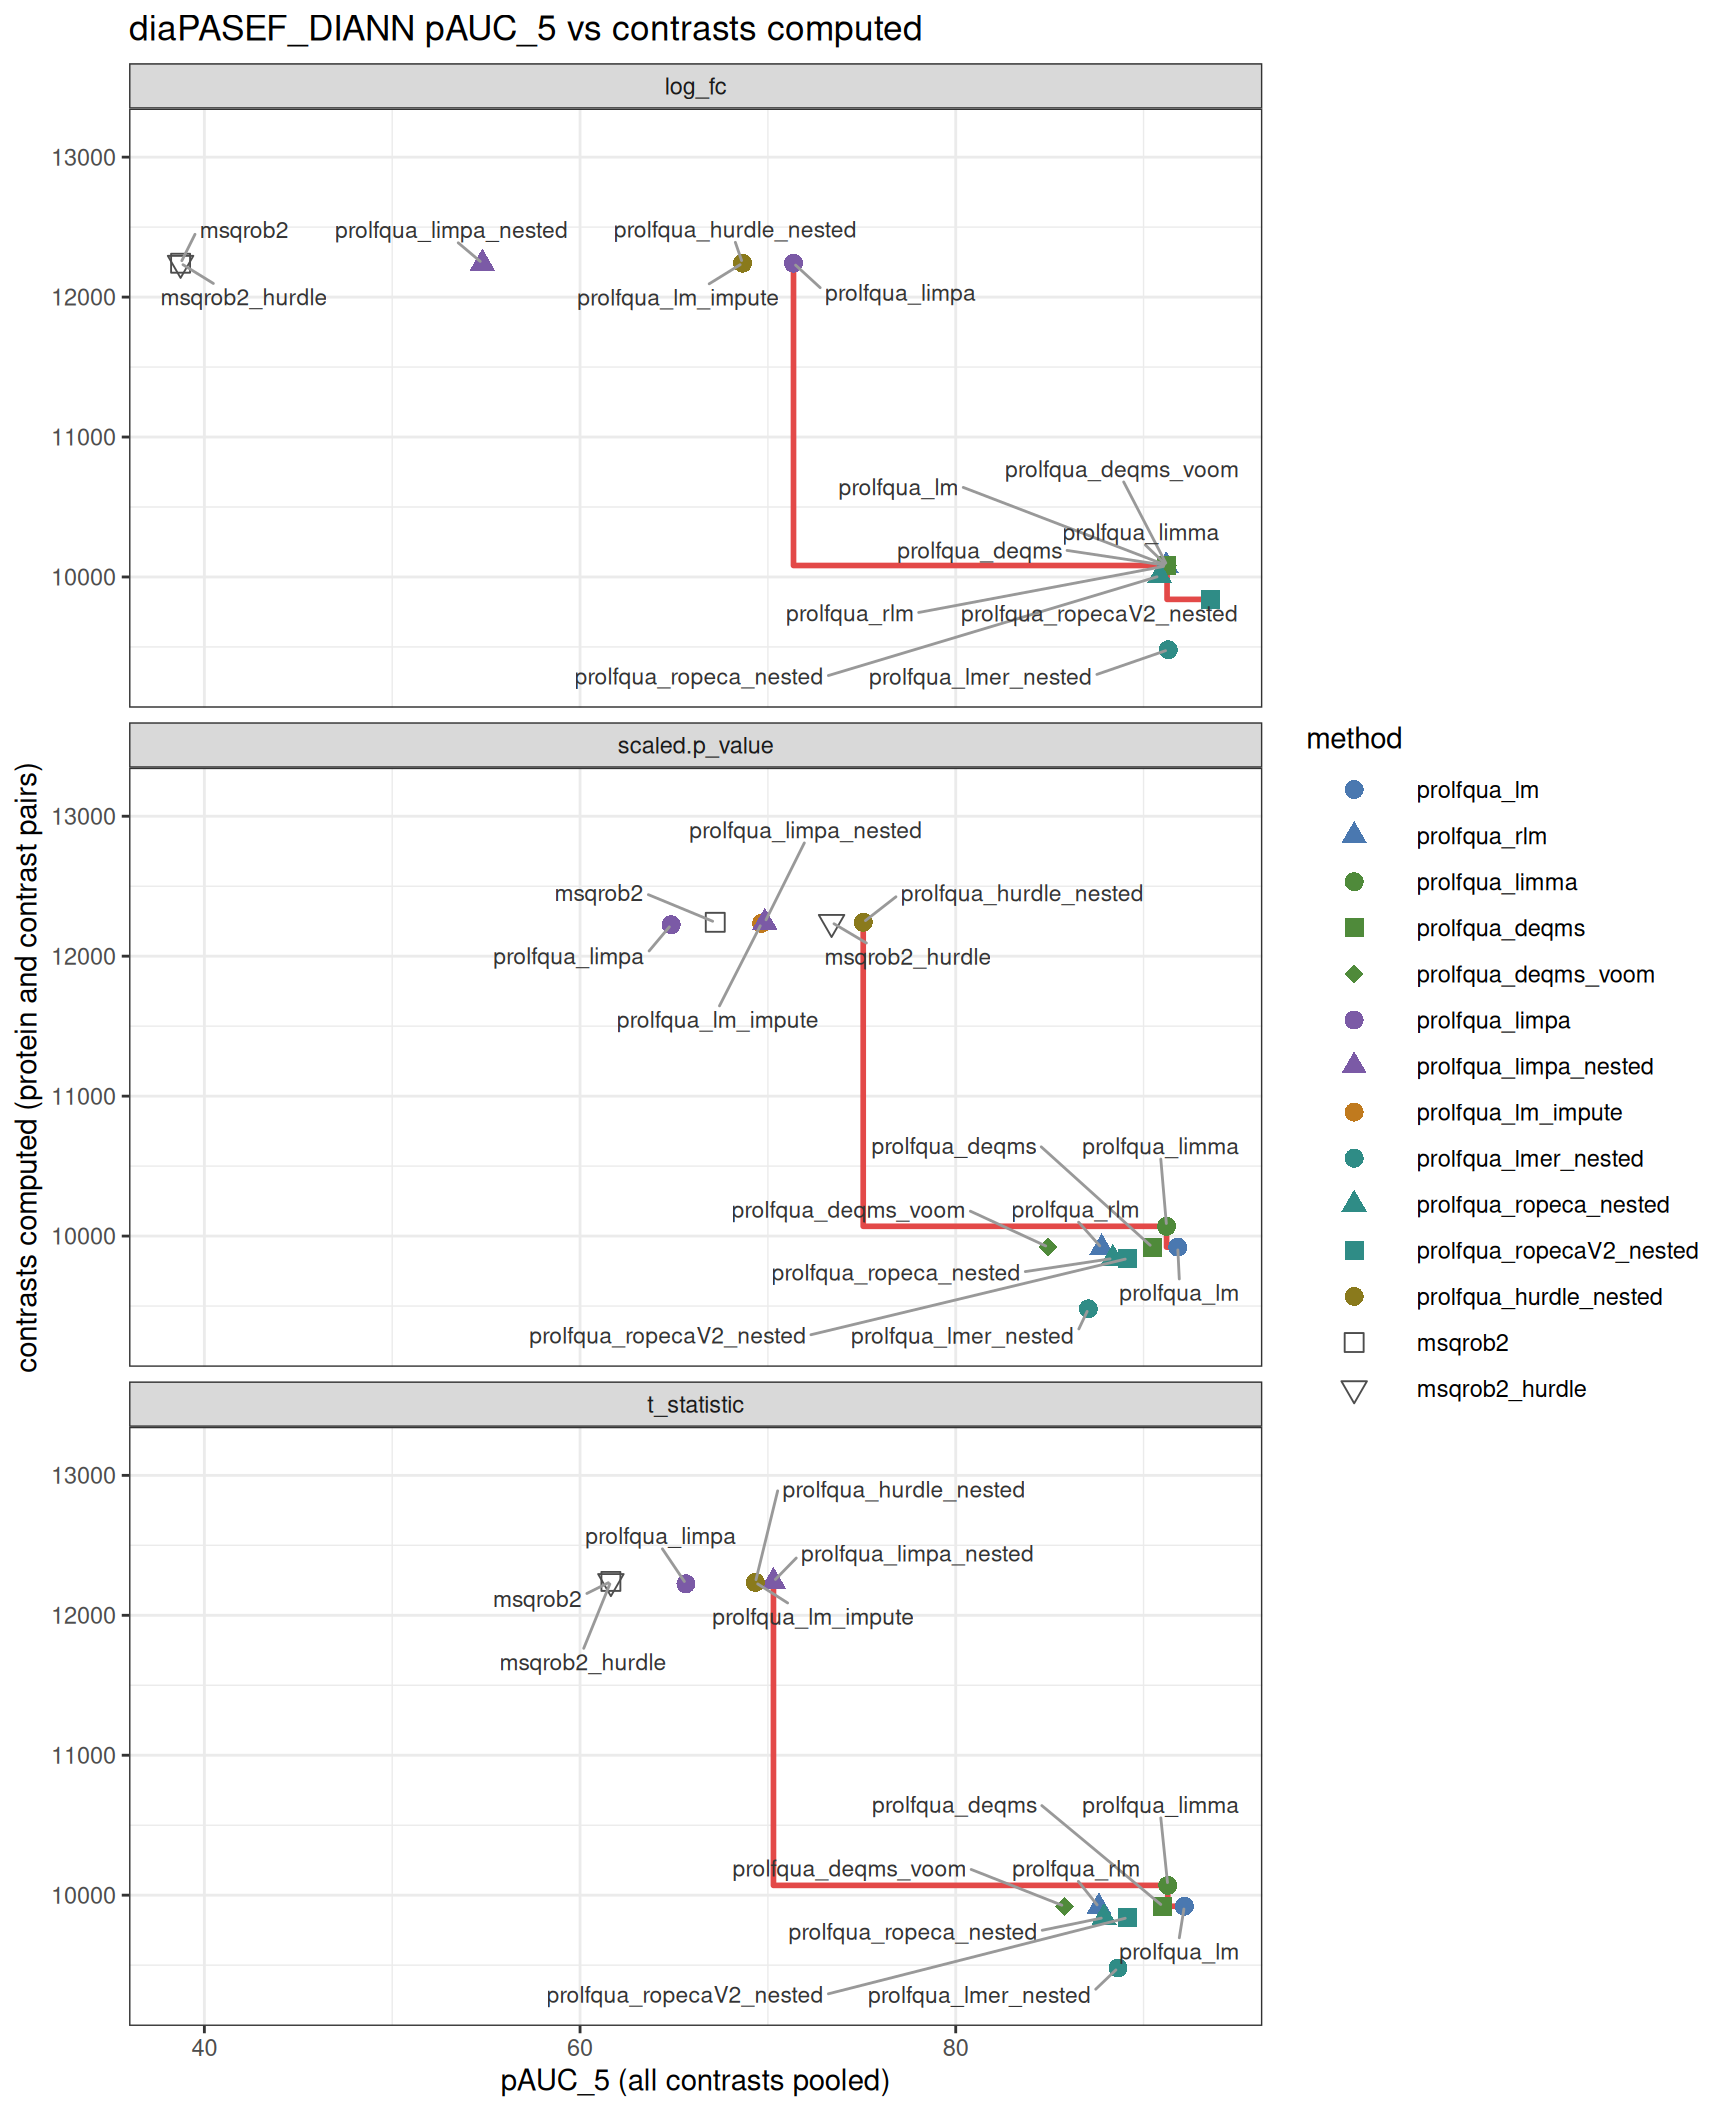 diaPASEF_DIANN pAUC_5 vs contrasts computed
log_fc
13000
12000
11000
10000
msqrob2
prolfqua_limpa_nested
prolfqua_hurdle_nested
msqrob2_hurdle
prolfqua_lm_impute
prolfqua_limpa
prolfqua_deqms_voom
prolfqua_lm
prolfqua_limma
prolfqua_deqms
prolfqua_rlm
prolfqua_ropecaV2_nested
prolfqua_ropeca_nested
prolfqua_lmer_nested
contrasts computed (protein and contrast pairs)
scaled.p_value
13000
12000
11000
10000
prolfqua_limpa_nested
msqrob2
prolfqua_hurdle_nested
prolfqua_limpa
msqrob2_hurdle
prolfqua_lm_impute
prolfqua_deqms
prolfqua_limma
prolfqua_deqms_voom
prolfqua_rlm
prolfqua_ropeca_nested
prolfqua_lm
prolfqua_ropecaV2_nested
prolfqua_lmer_nested
t_statistic
13000
12000
11000
10000
prolfqua_hurdle_nested
prolfqua_limpa
prolfqua_limpa_nested
msqrob2
prolfqua_lm_impute
msqrob2_hurdle
prolfqua_deqms
prolfqua_limma
prolfqua_deqms_voom
prolfqua_rlm
prolfqua_ropeca_nested
prolfqua_lm
prolfqua_ropecaV2_nested
prolfqua_lmer_nested
40
60
80
pAUC_5 (all contrasts pooled)
method
prolfqua_lm
prolfqua_rlm
prolfqua_limma
prolfqua_deqms
prolfqua_deqms_voom
prolfqua_limpa
prolfqua_limpa_nested
prolfqua_lm_impute
prolfqua_lmer_nested
prolfqua_ropeca_nested
prolfqua_ropecaV2_nested
prolfqua_hurdle_nested
msqrob2
msqrob2_hurdle